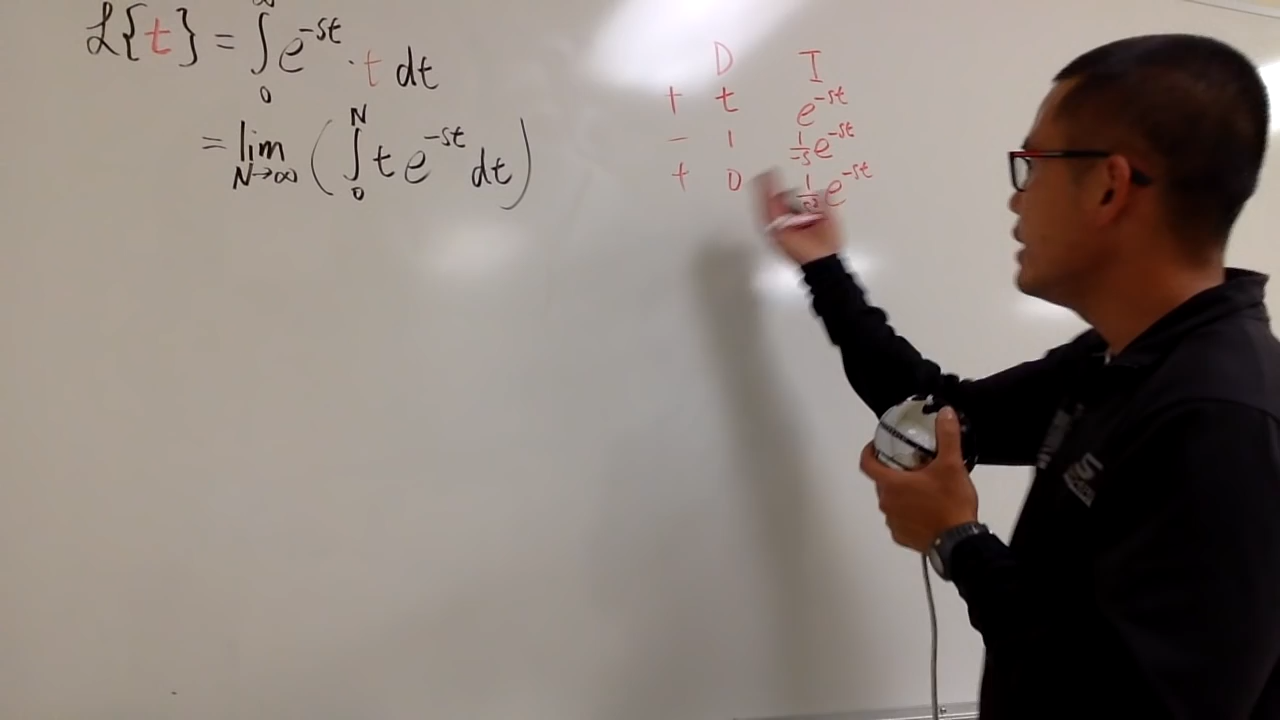 ℒ{t} = ∫₀^∞ e^{-st} · t dt
= lim_{N→∞} ( ∫₀^N t e^{-st} dt )
D I
+ t e^{-st}
- 1 1/-s e^{-st}
+ 0 1/s² e^{-st}